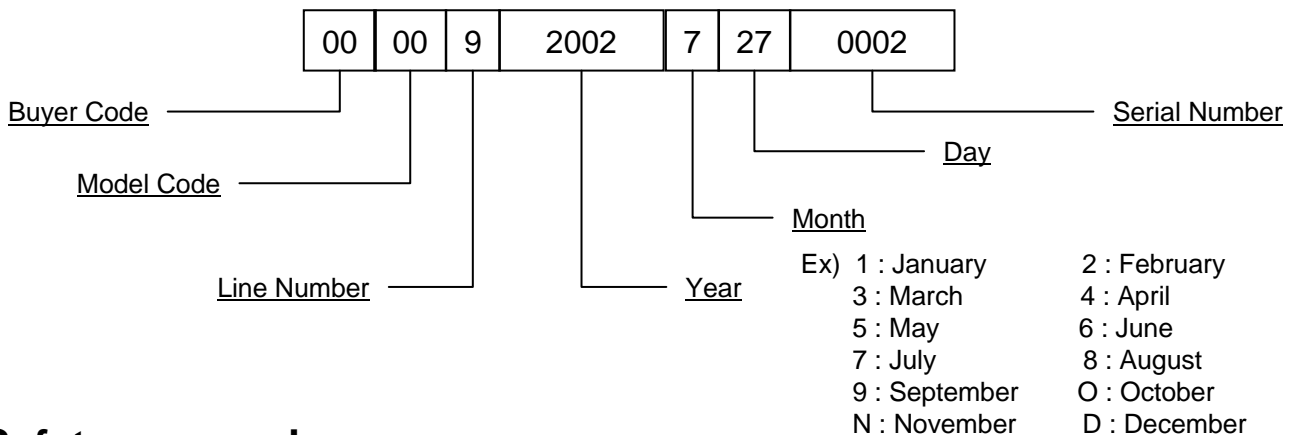 00 00 9 2002 7 27 0002
Buyer Code
Serial Number
Day
Model Code
Month
Ex) 1 : January 2 : February
Line Number
Year
3 : March 4 : April
5 : May 6 : June
7 : July 8 : August
9 : September O : October
N : November D : December